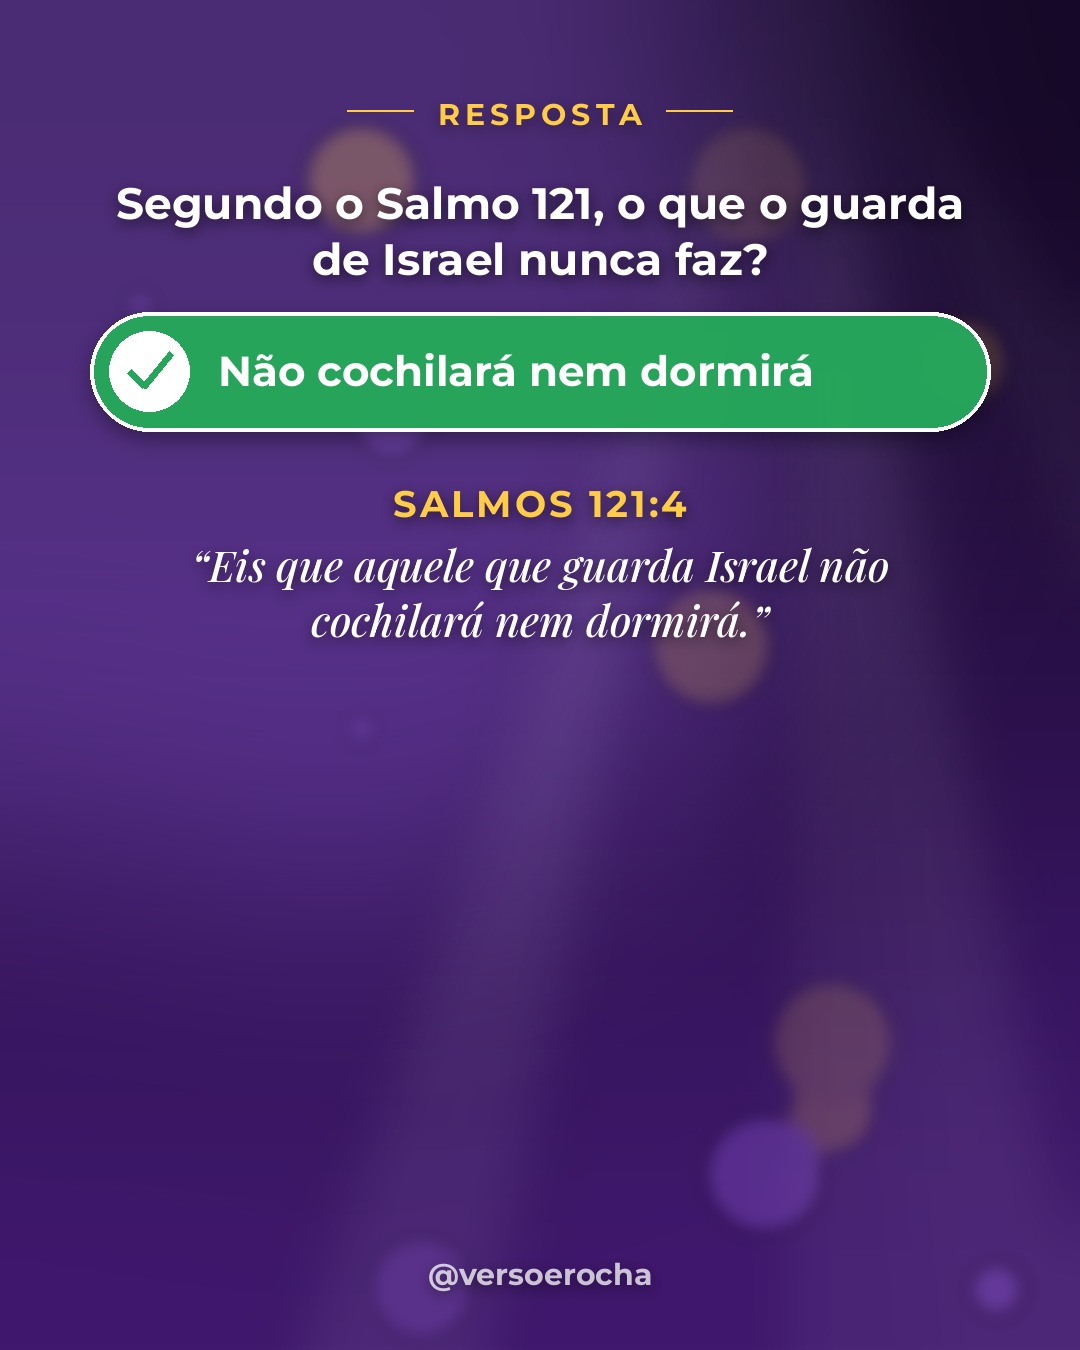 RESPOSTA
Segundo o Salmo 121, o que o guarda
de Israel nunca faz?
Não cochilará nem dormirá
SALMOS 121:4
“Eis que aquele que guarda Israel não
cochilará nem dormirá.”
@versoerocha